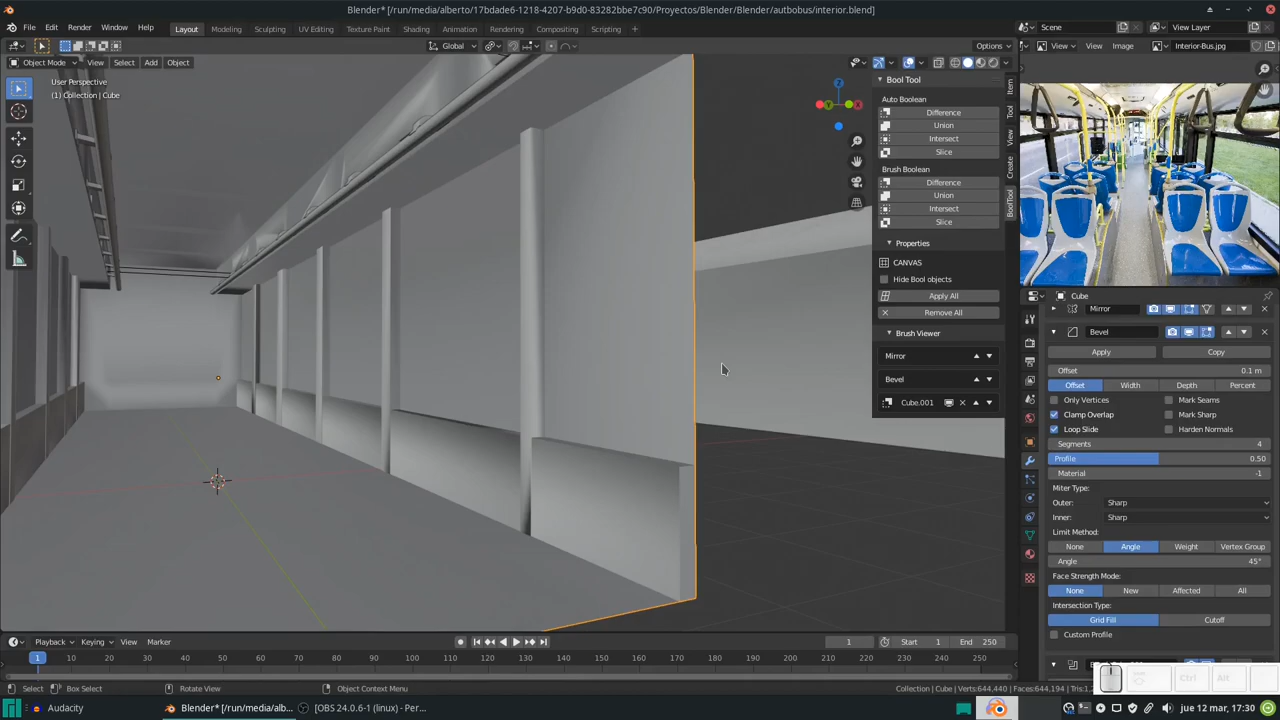 Blender* [/run/media/alberto/17bdade6-1218-4207-b9d0-83282bbe7c90/Proyectos/Blender/Blender/autbobus/interior.blend]
File Edit Render Window Help
Layout Modeling Sculpting UV Editing Texture Paint Shading Animation Rendering Compositing Scripting +
Scene View Layer
Global Options
View View Image Interior-Bus.jpg
Object Mode View Select Add Object
User Perspective
(1) Collection | Cube
Z
Y
Bool Tool
Auto Boolean
Difference
Union
Intersect
Slice
Brush Boolean
Difference
Union
Intersect
Slice
Properties
CANVAS
Hide Bool objects
Apply All
Remove All
Brush Viewer
Mirror
Bevel
Cube.001
Item
Tool
View
Create
BoolTool
Cube
Mirror
Bevel
Apply Copy
Offset 0.1 m
Offset Width Depth Percent
Only Vertices Mark Seams
Clamp Overlap Mark Sharp
Loop Slide Harden Normals
Segments 4
Profile 0.50
Material -1
Miter Type:
Outer: Sharp
Inner: Sharp
Limit Method:
None Angle Weight Vertex Group
Angle 45°
Face Strength Mode:
None New Affected All
Intersection Type:
Grid Fill Cutoff
Custom Profile
Playback Keying View Marker
1 Start 1 End 250
1 10 20 30 40 50 60 70 80 90 100 110 120 130 140 150 160 170 180 190 200 210 220 230 240 250
Select Box Select Rotate View Object Context Menu
Collection | Cube | Verts:644,440 | Faces:644,194 | Tris:1,2
Ctrl Alt
Audacity Blender* [/run/media/alb... [OBS 24.0.6-1 (linux) - Per... jue 12 mar, 17:30